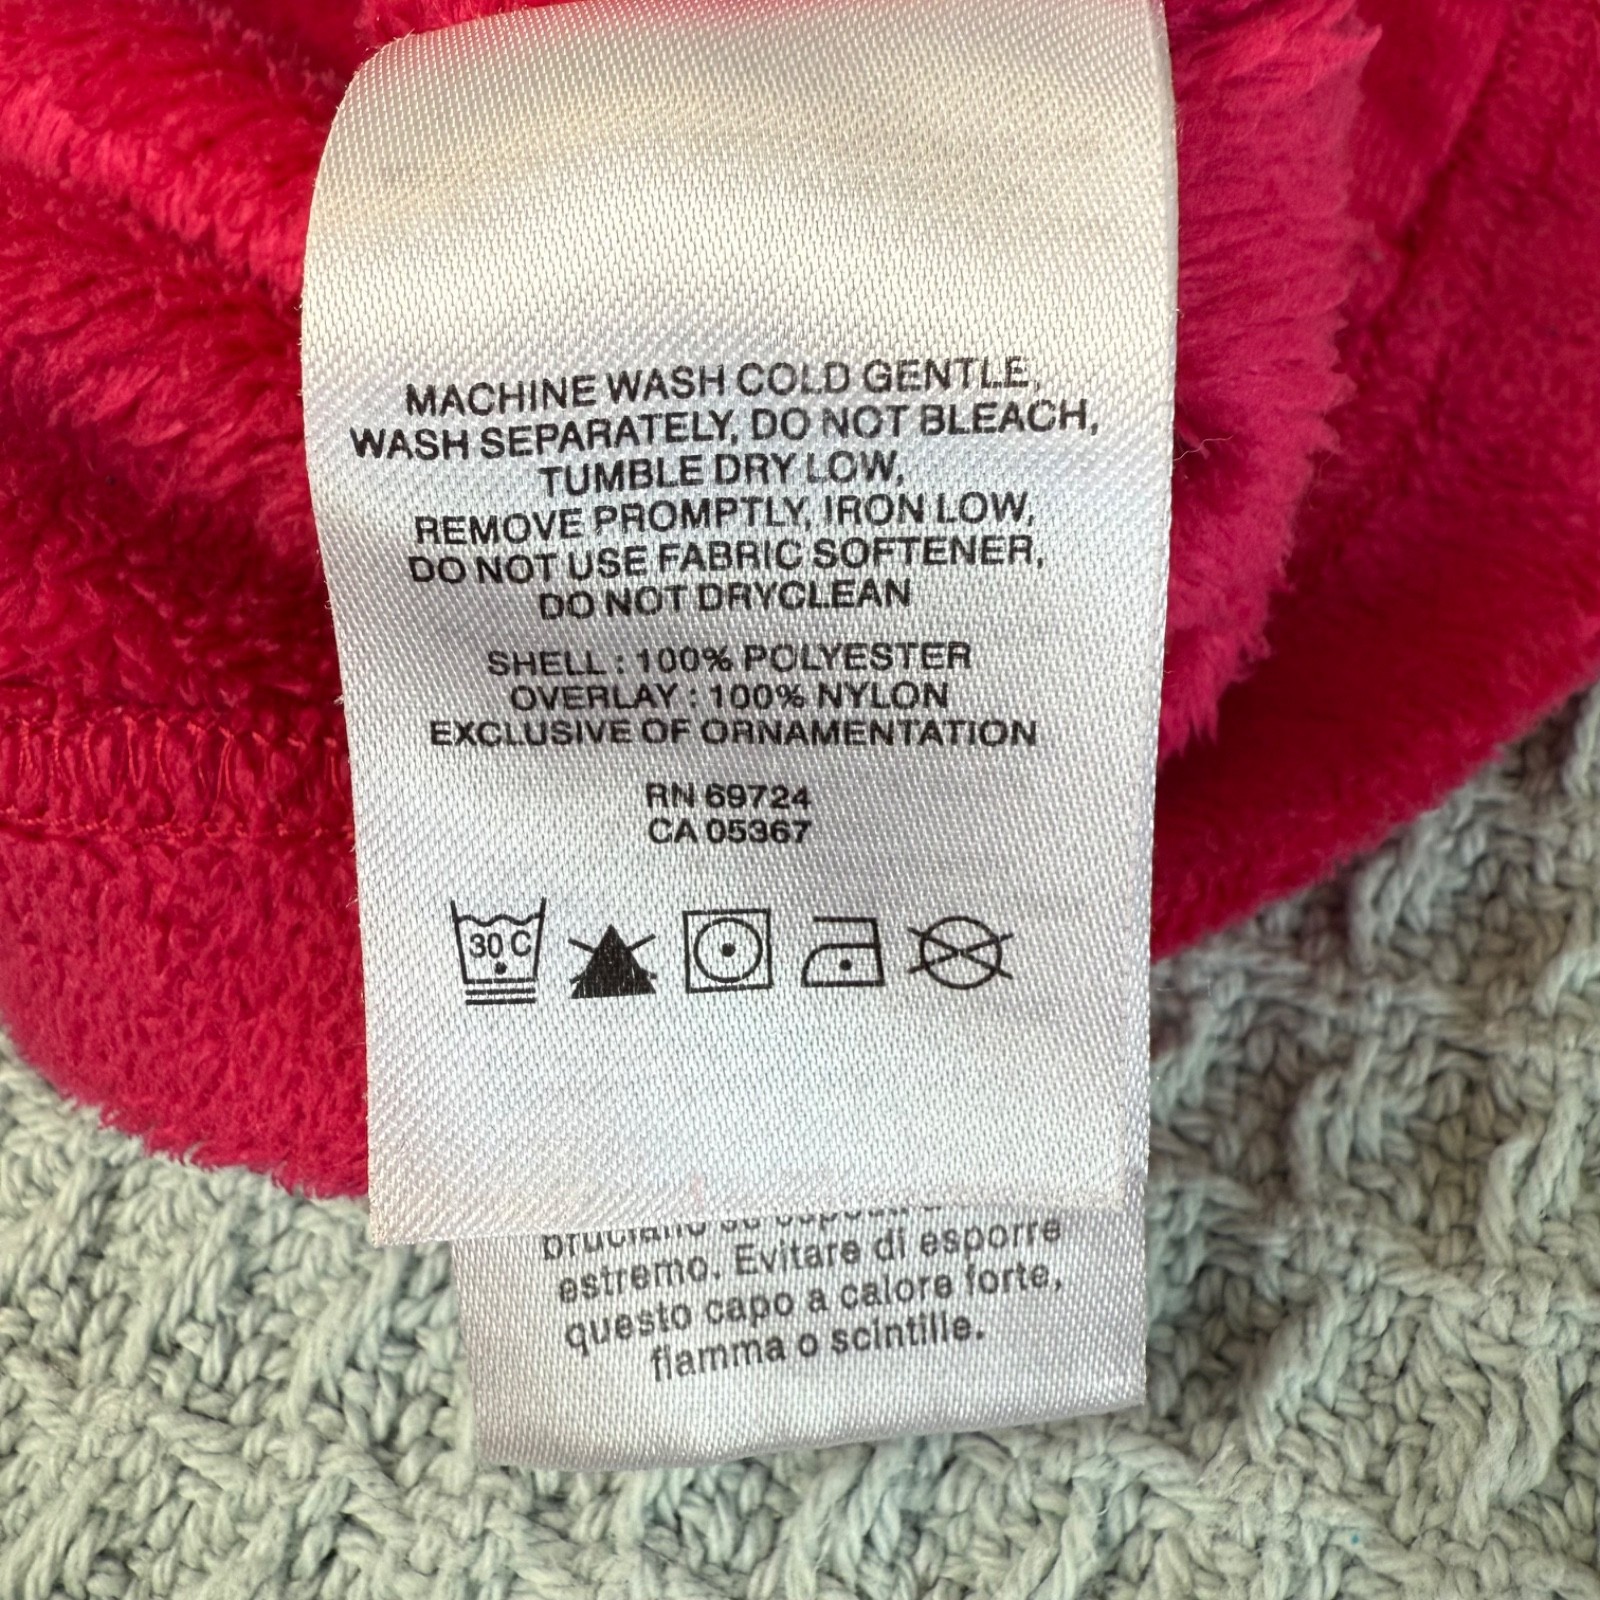 MACHINE WASH COLD GENTLE,
WASH SEPARATELY, DO NOT BLEACH,
TUMBLE DRY LOW,
REMOVE PROMPTLY, IRON LOW,
DO NOT USE FABRIC SOFTENER,
DO NOT DRYCLEAN
SHELL : 100% POLYESTER
OVERLAY : 100% NYLON
EXCLUSIVE OF ORNAMENTATION
RN 69724
CA 05367
30 C
estremo. Evitare di esporre
questo capo a calore forte,
fiamma o scintille.